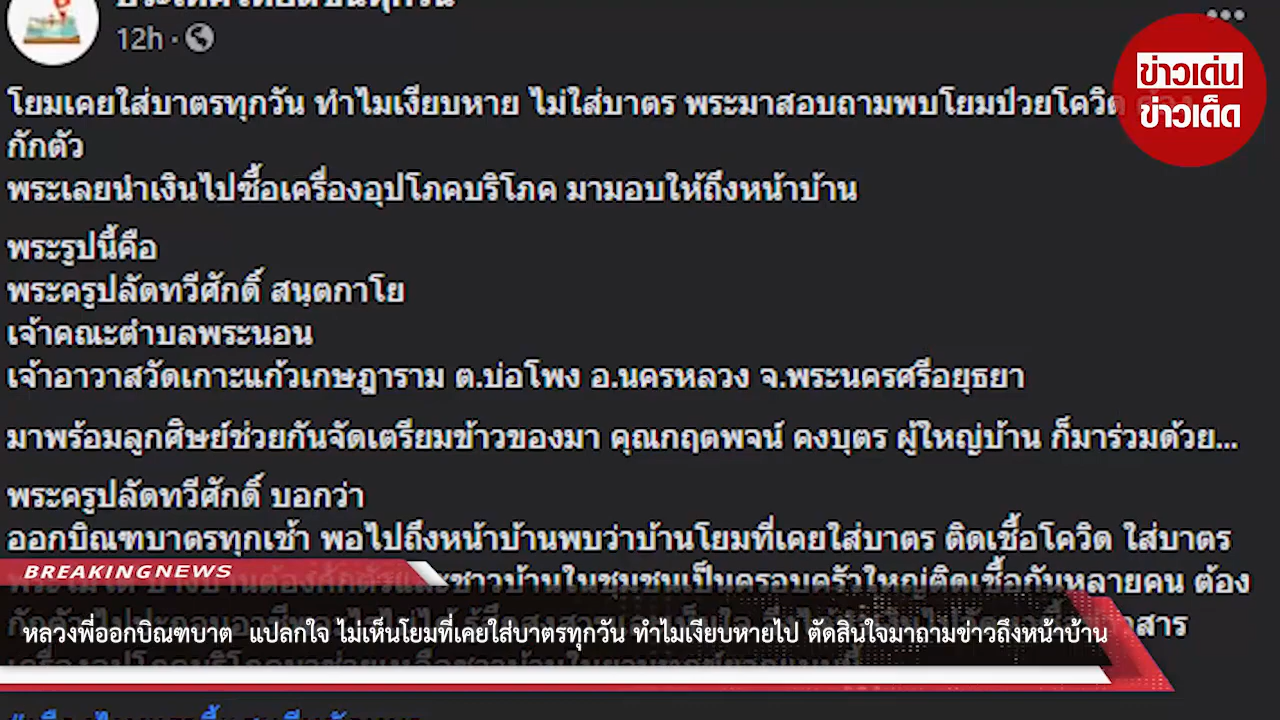 12h
ข่าวเด่น
ข่าวเด็ด
โยมเคยใส่บาตรทุกวัน ทำไมเงียบหาย ไม่ใส่บาตร พระมาสอบถามพบโยมป่วยโควิด
กักตัว
พระเลยนำเงินไปซื้อเครื่องอุปโภคบริโภค มามอบให้ถึงหน้าบ้าน
พระรูปนี้คือ
พระครูปลัดทวีศักดิ์ สนฺตกาโย
เจ้าคณะตำบลพระนอน
เจ้าอาวาสวัดเกาะแก้วเกษฎาราม ต.บ่อโพง อ.นครหลวง จ.พระนครศรีอยุธยา
มาพร้อมลูกศิษย์ช่วยกันจัดเตรียมข้าวของมา คุณกฤตพจน์ คงบุตร ผู้ใหญ่บ้าน ก็มาร่วมด้วย...
พระครูปลัดทวีศักดิ์ บอกว่า
ออกบิณฑบาตรทุกเช้า พอไปถึงหน้าบ้านพบว่าบ้านโยมที่เคยใส่บาตร ติดเชื้อโควิด ใส่บาตร
BREAKING NEWS
ชาวบ้านในชุมชนเป็นครอบครัวใหญ่ติดเชื้อกันหลายคน ต้อง
หลวงพี่ออกบิณฑบาต แปลกใจ ไม่เห็นโยมที่เคยใส่บาตรทุกวัน ทำไมเงียบหายไป ตัดสินใจมาถามข่าวถึงหน้าบ้าน